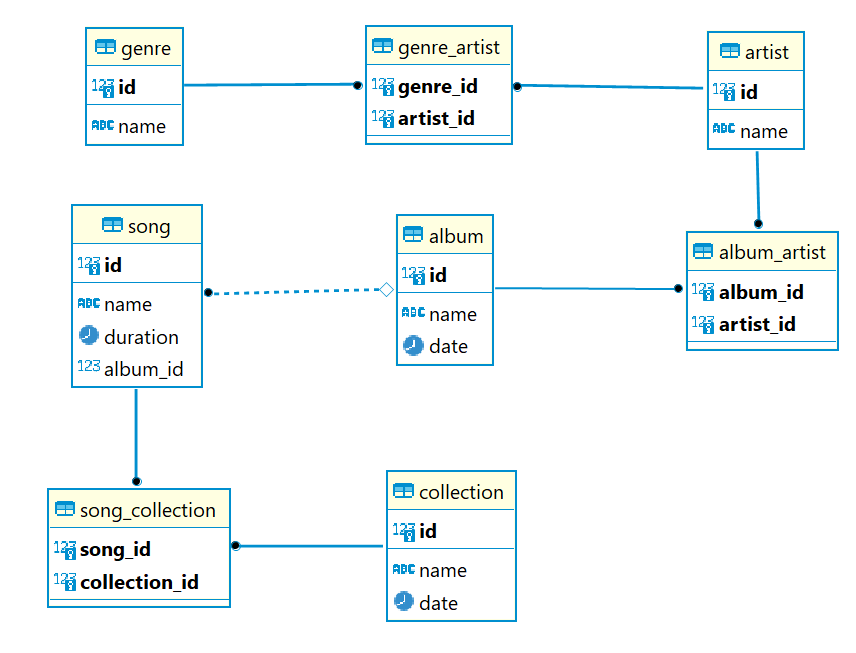 genre
123 id
ABC name
genre_artist
123 genre_id
123 artist_id
artist
123 id
ABC name
song
123 id
ABC name
duration
123 album_id
album
123 id
ABC name
date
album_artist
123 album_id
123 artist_id
song_collection
123 song_id
123 collection_id
collection
123 id
ABC name
date